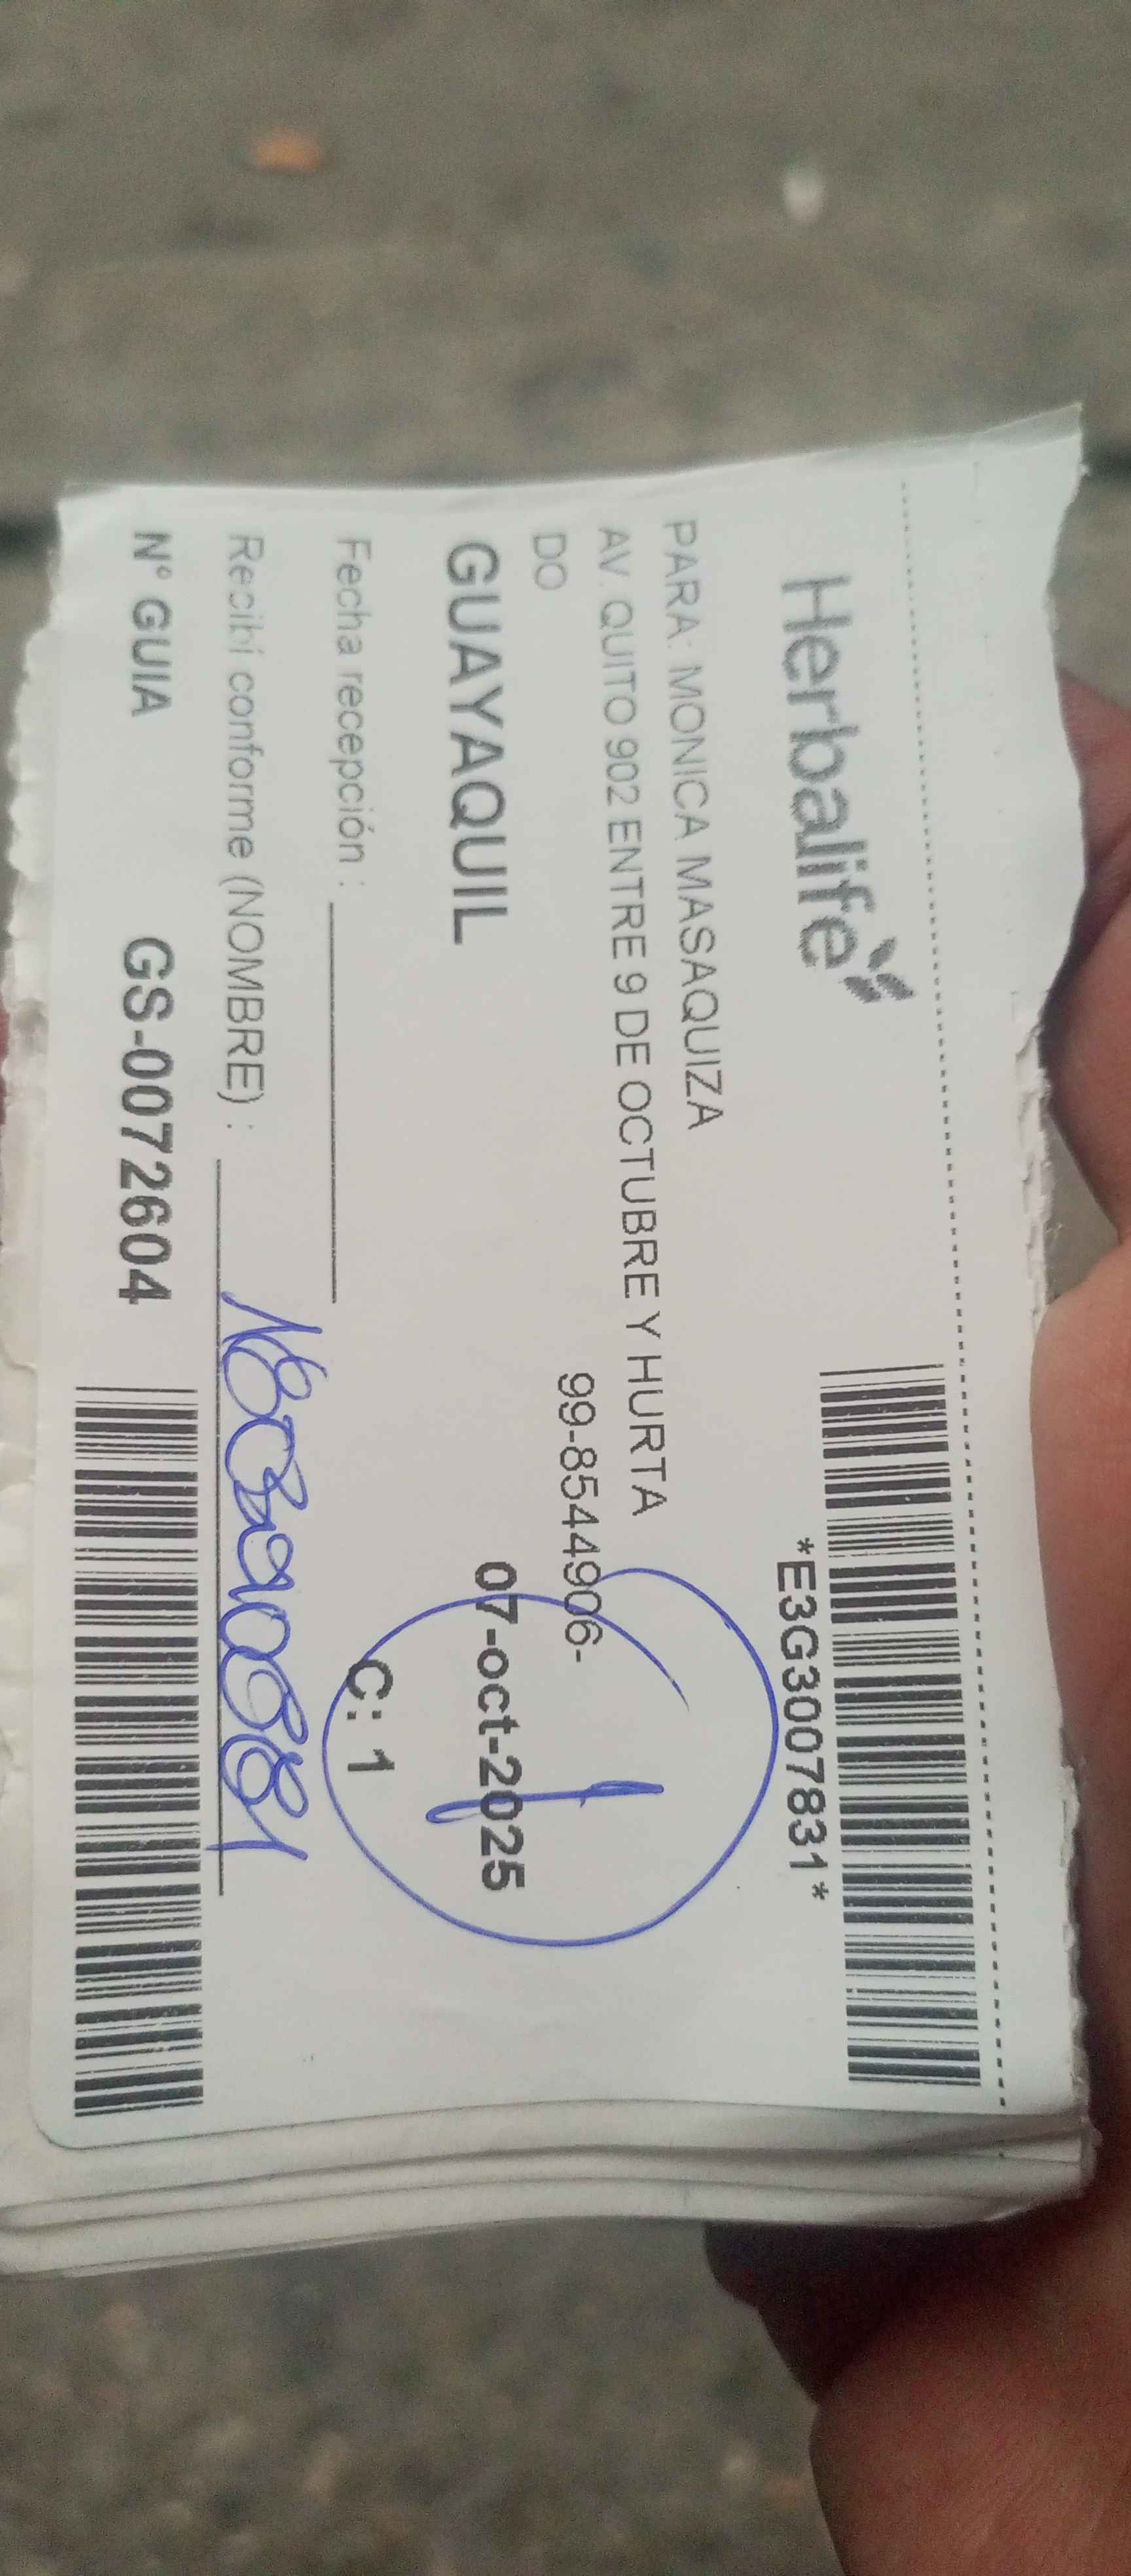 Herbalife
*E3G3007831*
PARA: MONICA MASAQUIZA
AV. QUITO 902 ENTRE 9 DE OCTUBRE Y HURTA
DO
99-8544906-
GUAYAQUIL
07-oct-2025
Fecha recepción :
C: 1
Recibí conforme (NOMBRE) :
N° GUIA GS-0072604